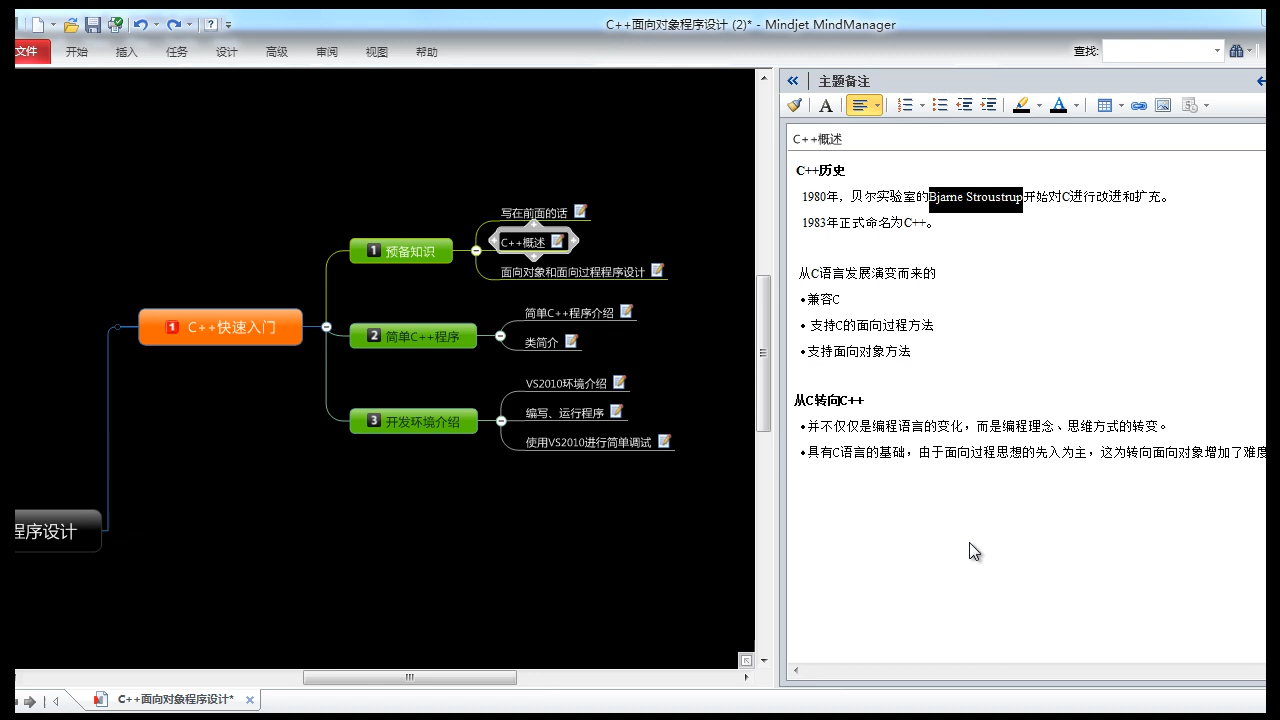 C++面向对象程序设计 (2)* - Mindjet MindManager
文件 开始 插入 任务 设计 高级 审阅 视图 帮助 查找:
主题备注
C++概述
C++历史
1980年，贝尔实验室的Bjarne Stroustrup开始对C进行改进和扩充。
1983年正式命名为C++。
从C语言发展演变而来的
•兼容C
• 支持C的面向过程方法
•支持面向对象方法
从C转向C++
•并不仅仅是编程语言的变化，而是编程理念、思维方式的转变。
•具有C语言的基础，由于面向过程思想的先入为主，这为转向面向对象增加了难度
写在前面的话
1 预备知识
C++概述
面向对象和面向过程程序设计
1 C++快速入门
简单C++程序介绍
2 简单C++程序
类简介
VS2010环境介绍
3 开发环境介绍
编写、运行程序
使用VS2010进行简单调试
程序设计
C++面向对象程序设计*